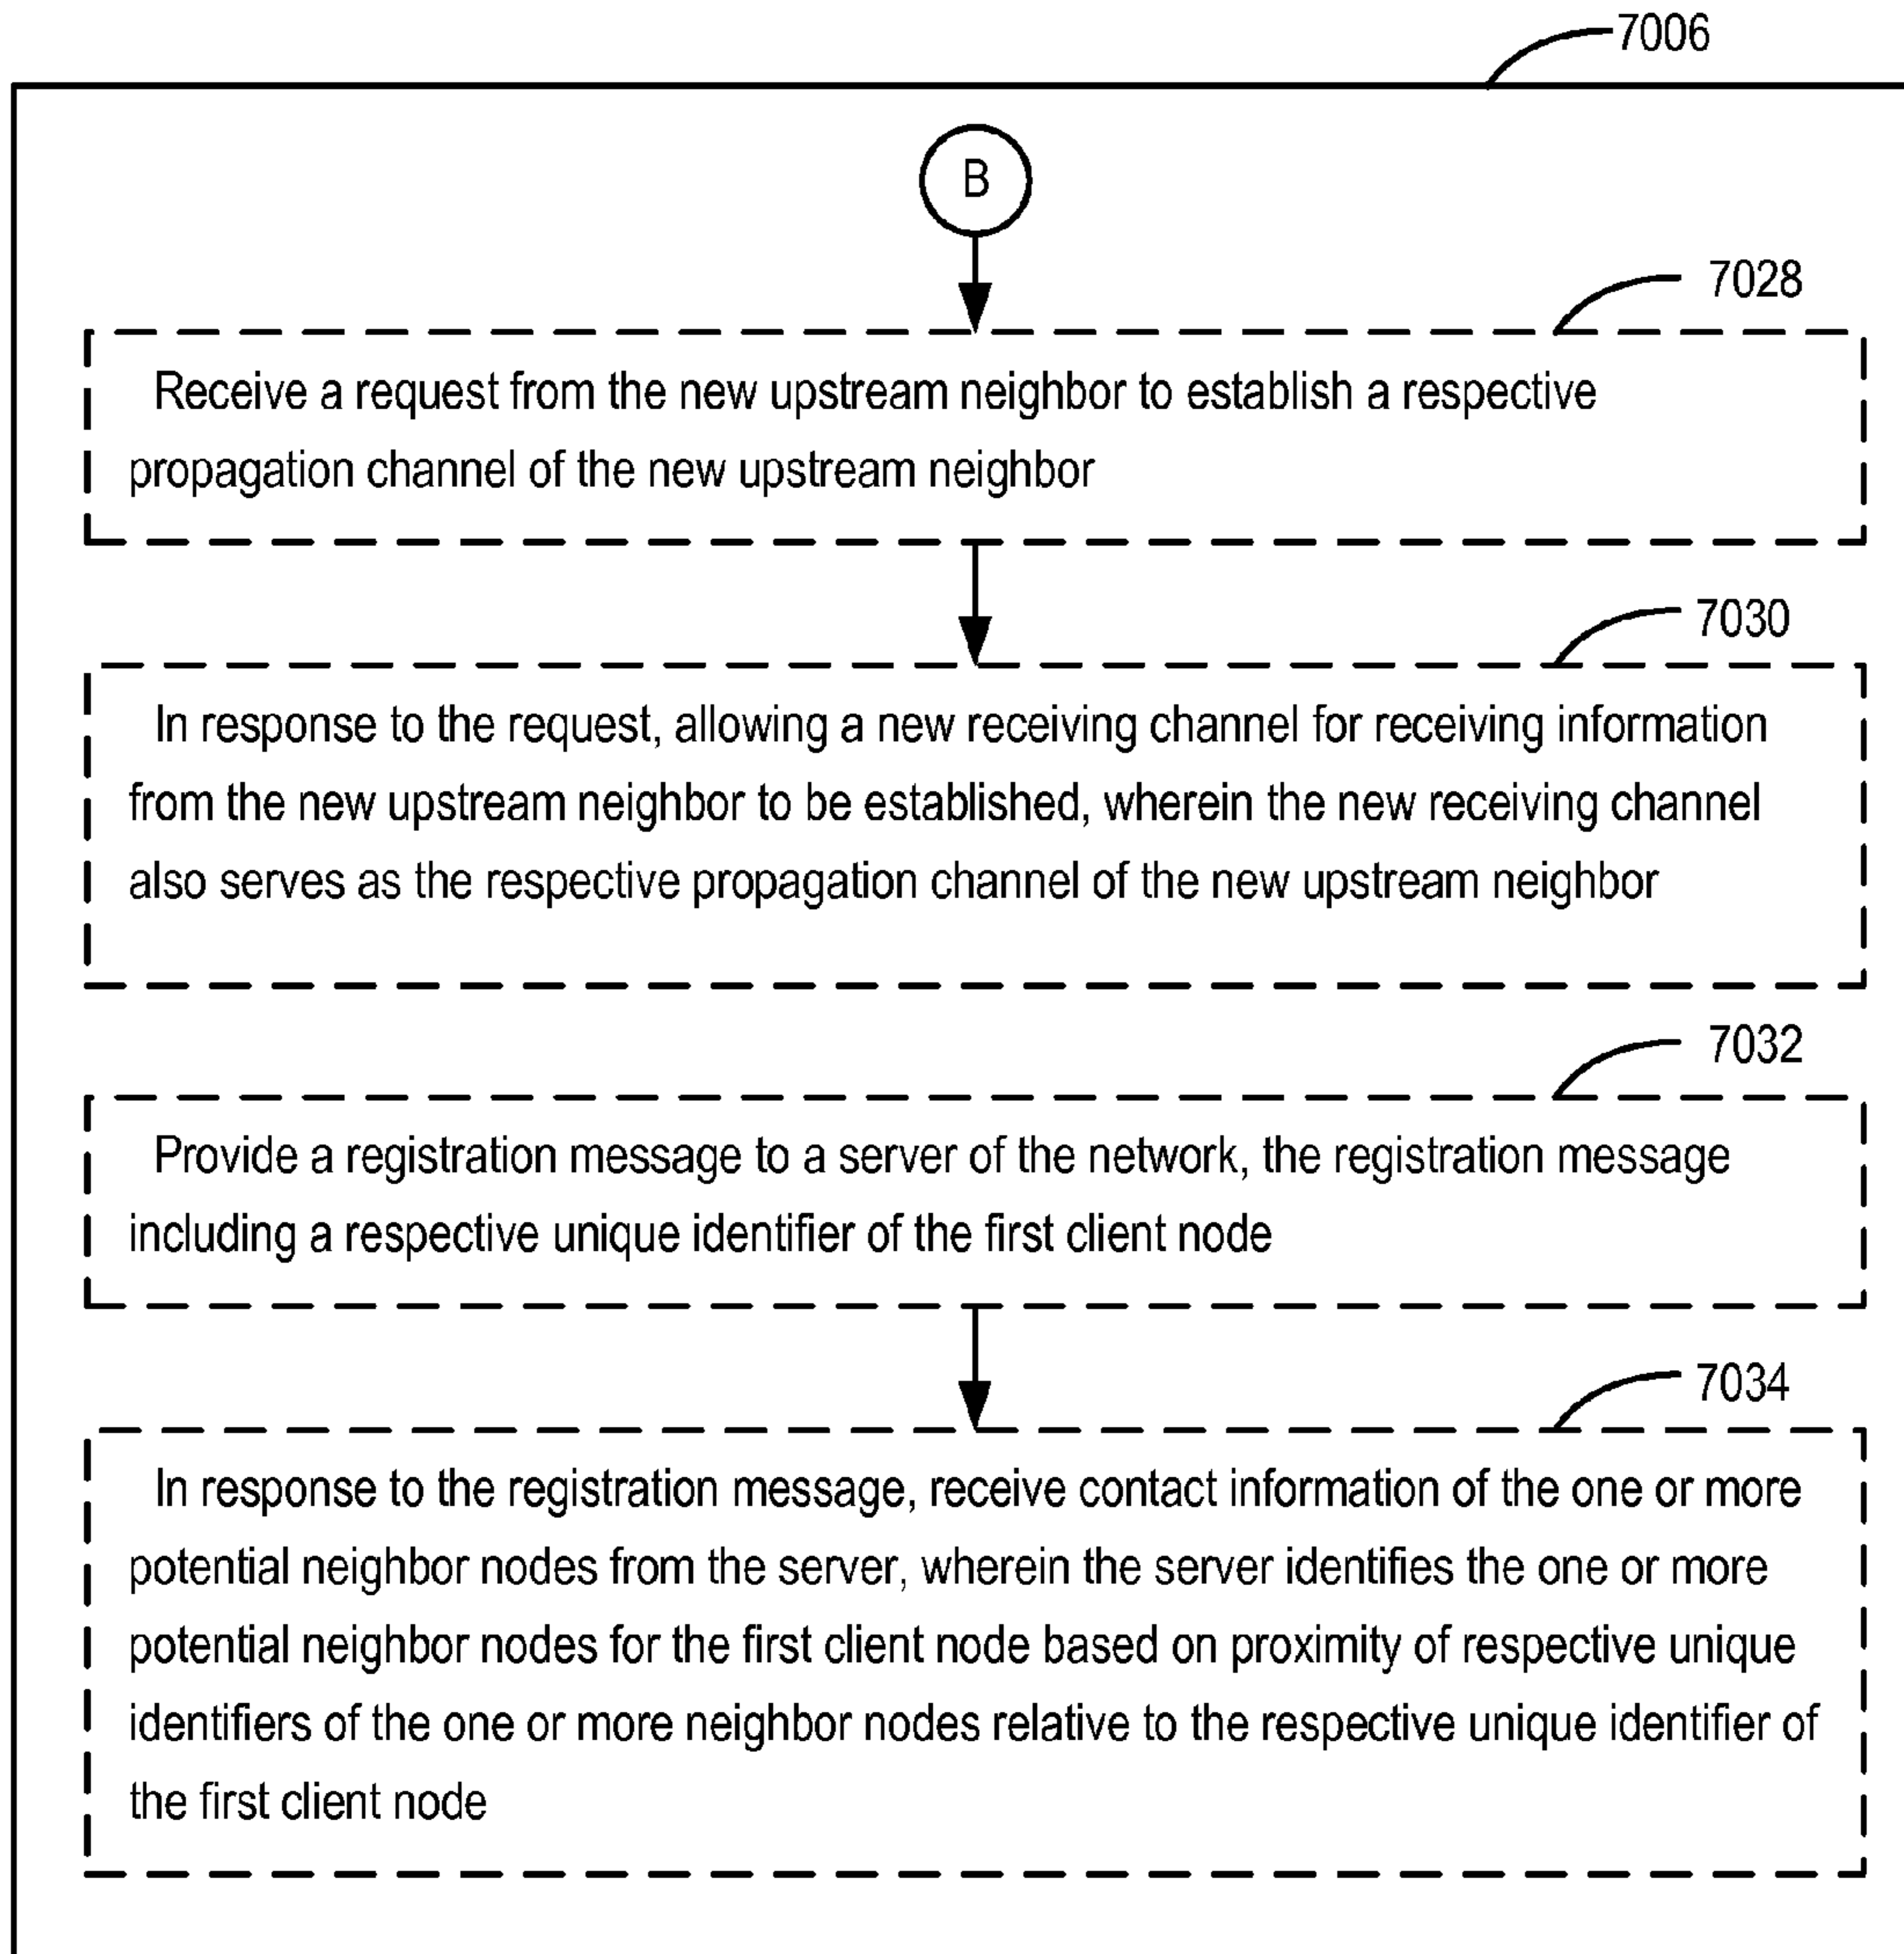 7006
B
7028
Receive a request from the new upstream neighbor to establish a respective
propagation channel of the new upstream neighbor
7030
In response to the request, allowing a new receiving channel for receiving information
from the new upstream neighbor to be established, wherein the new receiving channel
also serves as the respective propagation channel of the new upstream neighbor
7032
Provide a registration message to a server of the network, the registration message
including a respective unique identifier of the first client node
7034
In response to the registration message, receive contact information of the one or more
potential neighbor nodes from the server, wherein the server identifies the one or more
potential neighbor nodes for the first client node based on proximity of respective unique
identifiers of the one or more neighbor nodes relative to the respective unique identifier of
the first client node